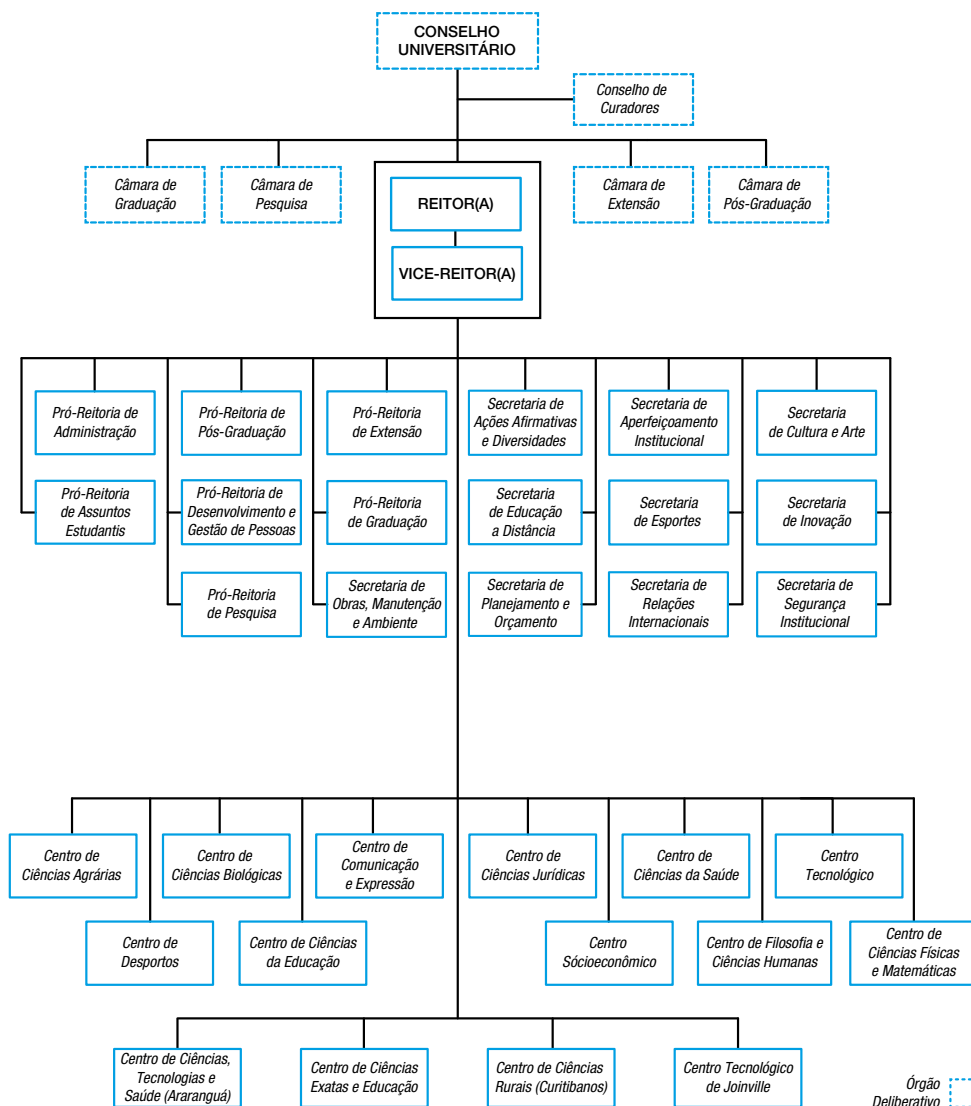 CONSELHO
UNIVERSITÁRIO
Conselho de
Curadores
Câmara de
Graduação
Câmara de
Pesquisa
Câmara de
Extensão
Câmara de
Pós-Graduação
REITOR(A)
VICE-REITOR(A)
Pró-Reitoria de
Administração
Pró-Reitoria de
Pós-Graduação
Pró-Reitoria
de Extensão
Secretaria de
Ações Afirmativas
e Diversidades
Secretaria de
Aperfeiçoamento
Institucional
Secretaria
de Cultura e Arte
Pró-Reitoria
de Assuntos
Estudantis
Pró-Reitoria de
Desenvolvimento e
Gestão de Pessoas
Pró-Reitoria
de Graduação
Secretaria
de Educação
a Distância
Secretaria
de Esportes
Secretaria
de Inovação
Pró-Reitoria
de Pesquisa
Secretaria de
Obras, Manutenção
e Ambiente
Secretaria de
Planejamento e
Orçamento
Secretaria de
Relações
Internacionais
Secretaria de
Segurança
Institucional
Centro de
Ciências Agrárias
Centro de
Ciências Biológicas
Centro de
Comunicação
e Expressão
Centro de
Ciências Jurídicas
Centro de
Ciências da Saúde
Centro
Tecnológico
Centro de
Desportos
Centro de Ciências
da Educação
Centro
Sócioeconômico
Centro de Filosofia e
Ciências Humanas
Centro de
Ciências Físicas
e Matemáticas
Centro de Ciências,
Tecnologias e
Saúde (Araranguá)
Centro de Ciências
Exatas e Educação
Centro de Ciências
Rurais (Curitibanos)
Centro Tecnológico
de Joinville
Órgão
Deliberativo